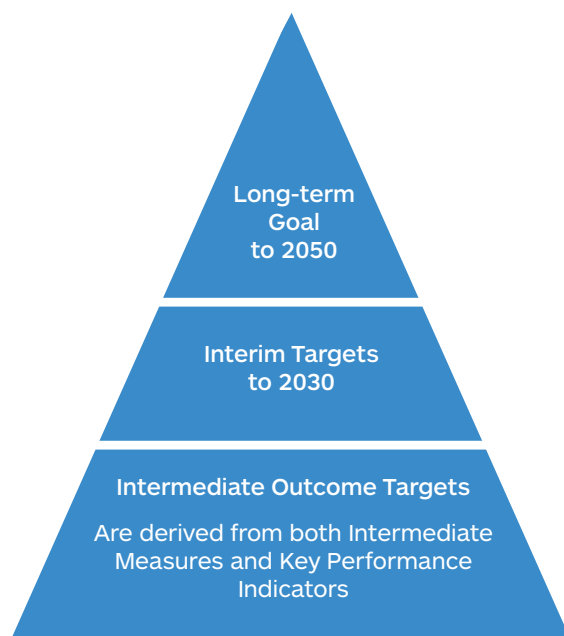 Long-term
Goal
to 2050
Interim Targets
to 2030
Intermediate Outcome Targets
Are derived from both Intermediate
Measures and Key Performance
Indicators